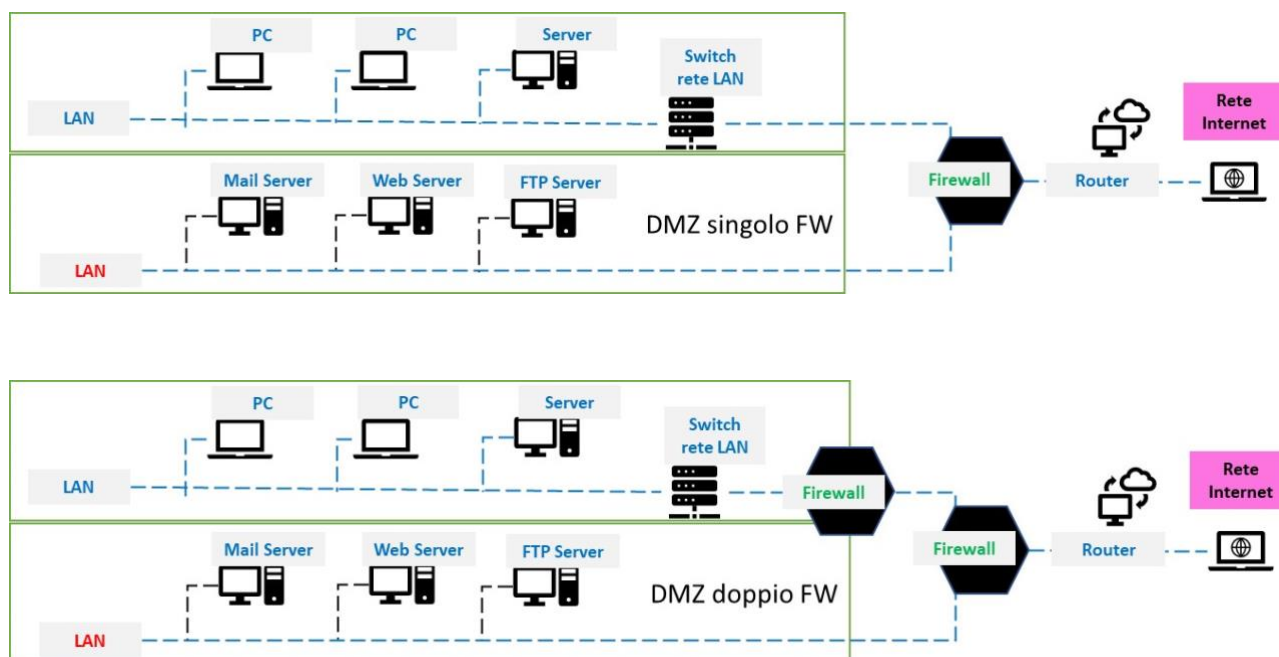 PC
PC
Server
Switch
rete LAN
LAN
Rete
Internet
Firewall
Router
Mail Server
Web Server
FTP Server
DMZ singolo FW
LAN
PC
PC
Server
Switch
rete LAN
LAN
Firewall
Rete
Internet
Firewall
Router
Mail Server
Web Server
FTP Server
DMZ doppio FW
LAN